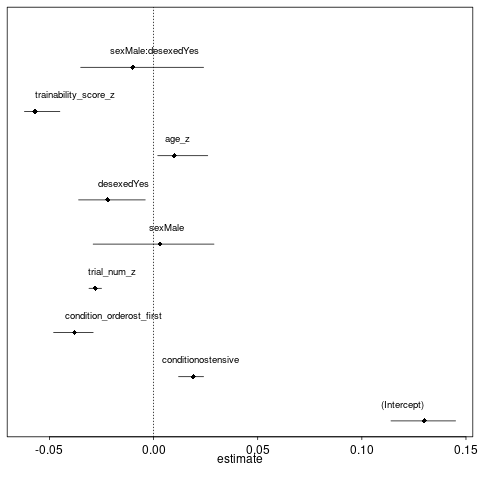 sexMale:desexedYes
trainability_score_z
age_z
desexedYes
sexMale
trial_num_z
condition_orderost_first
conditionostensive
(Intercept)
-0.05 0.00 0.05 0.10 0.15
estimate